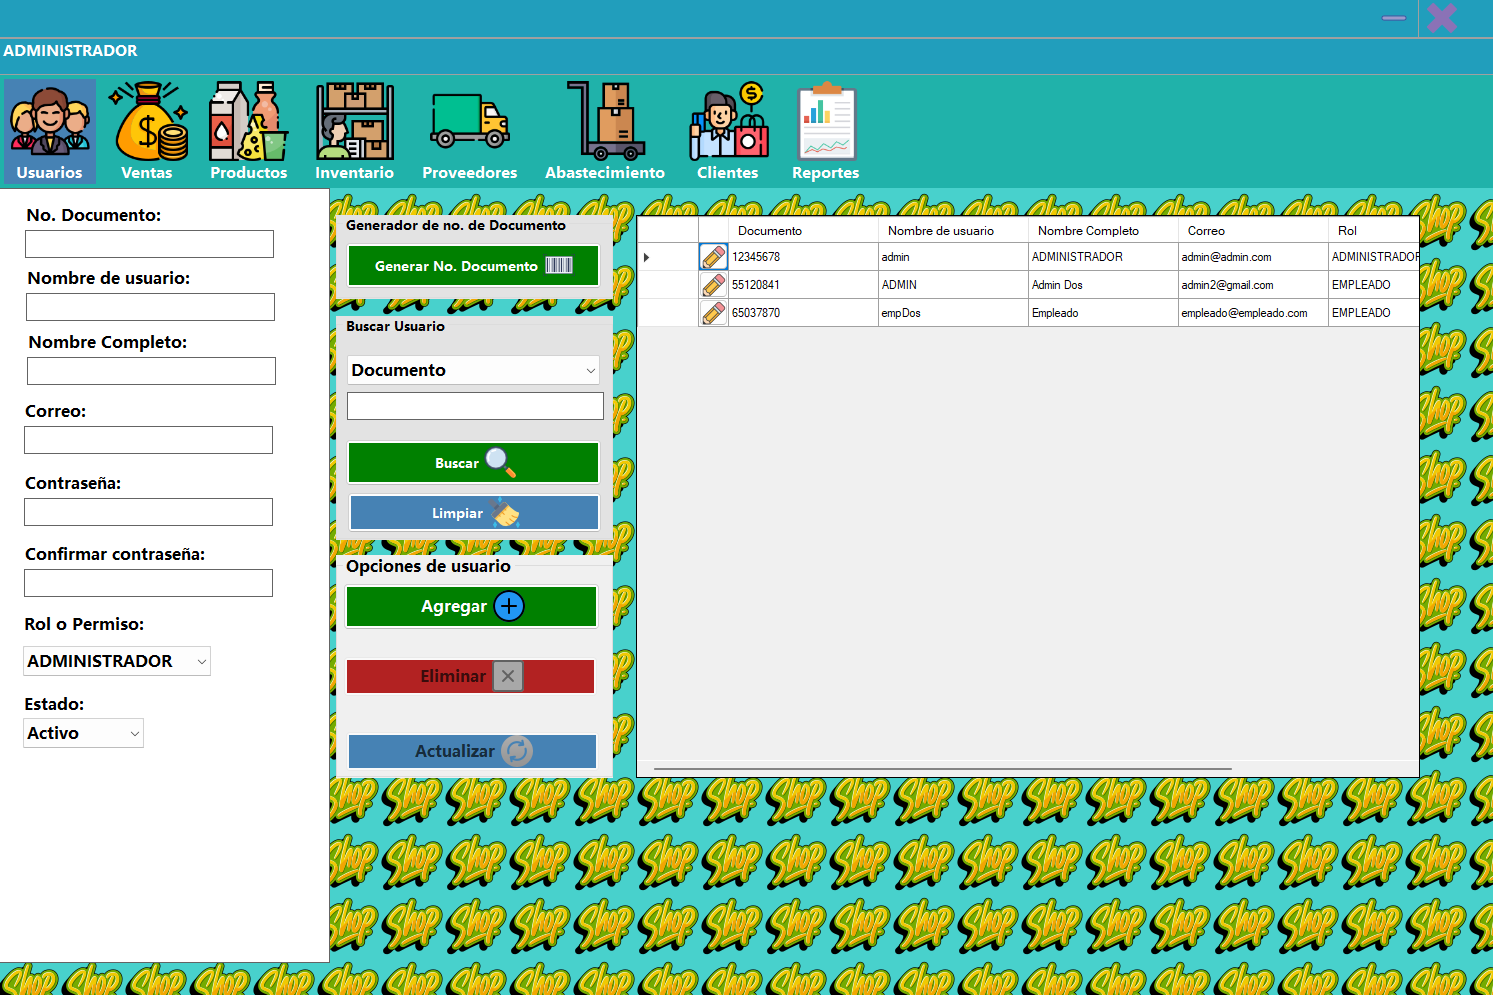 ADMINISTRADOR
Usuarios
Ventas
Productos
Inventario
Proveedores
Abastecimiento
Clientes
Reportes
No. Documento:
Nombre de usuario:
Nombre Completo:
Correo:
Contraseña:
Confirmar contraseña:
Rol o Permiso:
ADMINISTRADOR
Estado:
Activo
Generador de no. de Documento
Generar No. Documento
Buscar Usuario
Documento
Buscar
Limpiar
Opciones de usuario
Agregar
Eliminar
Actualizar
Documento Nombre de usuario Nombre Completo Correo Rol
12345678 admin ADMINISTRADOR admin@admin.com ADMINISTRADOR
55120841 ADMIN Admin Dos admin2@gmail.com EMPLEADO
65037870 empDos Empleado empleado@empleado.com EMPLEADO
Shop